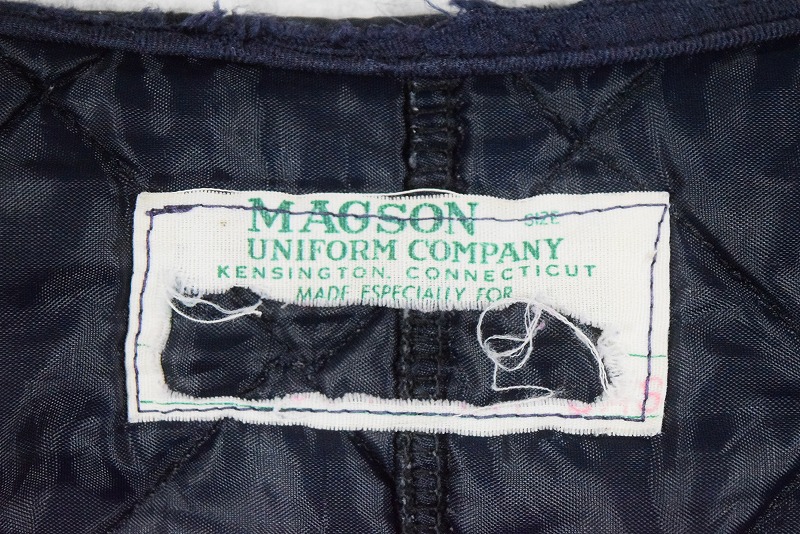 MAGSON SIZE
UNIFORM COMPANY
KENSINGTON, CONNECTICUT
MADE ESPECIALLY FOR